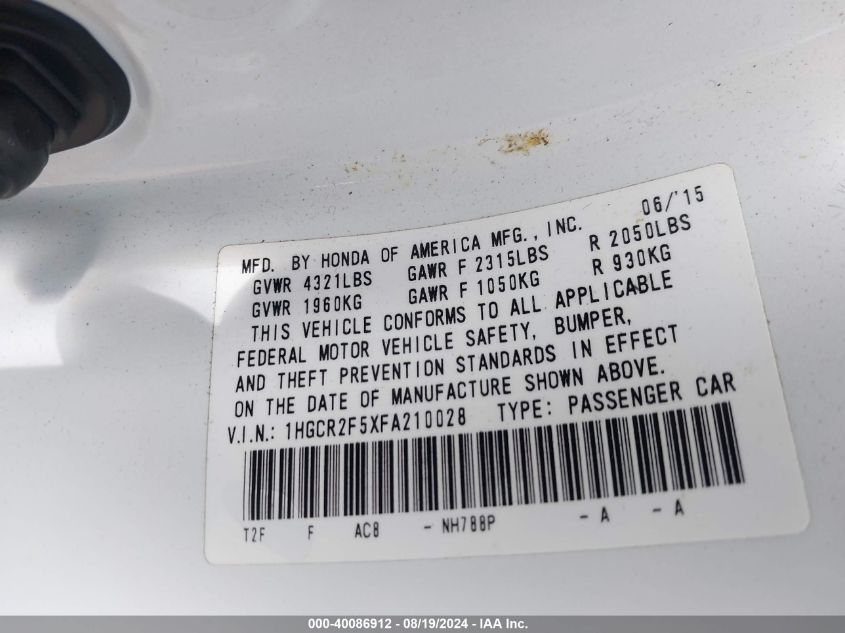 06/'15
MFD. BY HONDA OF AMERICA MFG., INC.
GVWR 4321LBS GAWR F 2315LBS R 2050LBS
GVWR 1960KG GAWR F 1050KG R 930KG
THIS VEHICLE CONFORMS TO ALL APPLICABLE
FEDERAL MOTOR VEHICLE SAFETY, BUMPER,
AND THEFT PREVENTION STANDARDS IN EFFECT
ON THE DATE OF MANUFACTURE SHOWN ABOVE.
V.I.N.: 1HGCR2F5XFA210028 TYPE: PASSENGER CAR
T2F F AC8 - NH788P - A - A
000-40086912 - 08/19/2024 - IAA Inc.